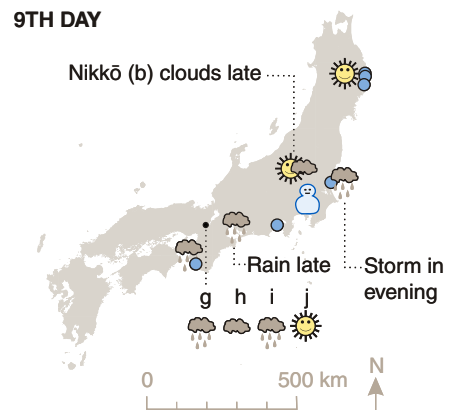 9TH DAY
Nikkō (b) clouds late
Rain late
Storm in
evening
g h i j
0 500 km N